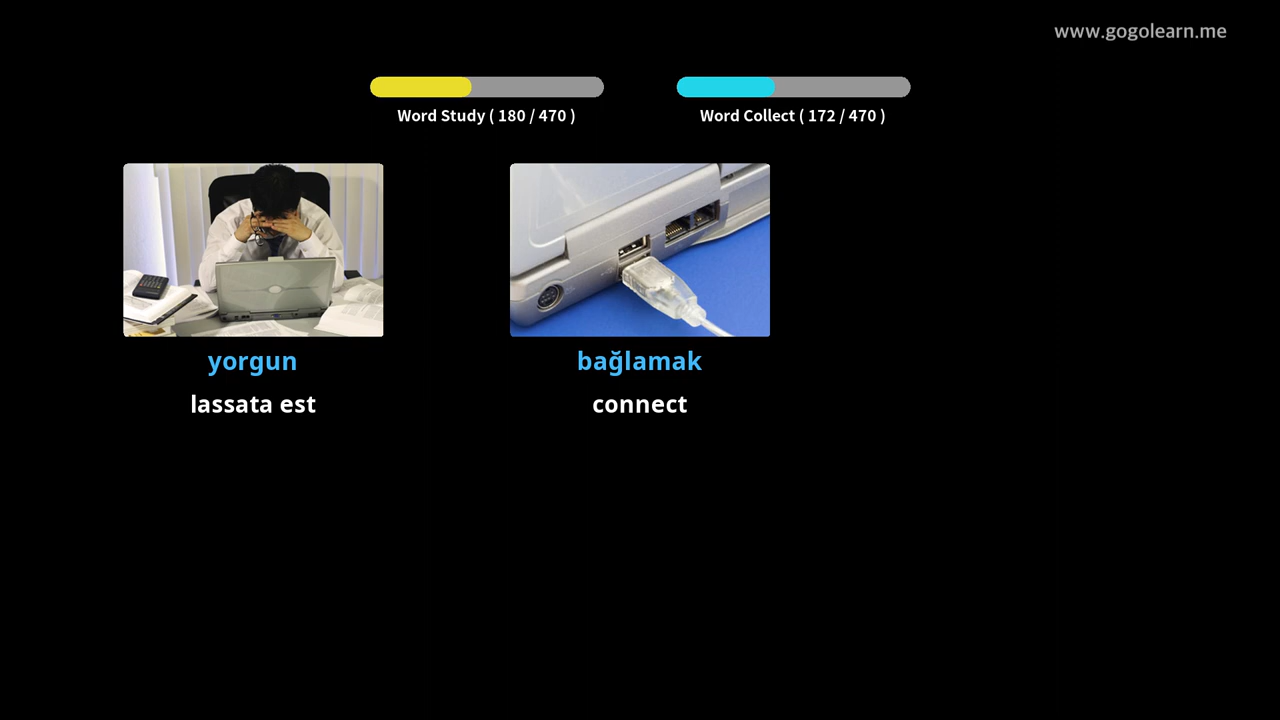 www.gogolearn.me
Word Study ( 180 / 470 )
Word Collect ( 172 / 470 )
yorgun
bağlamak
lassata est
connect